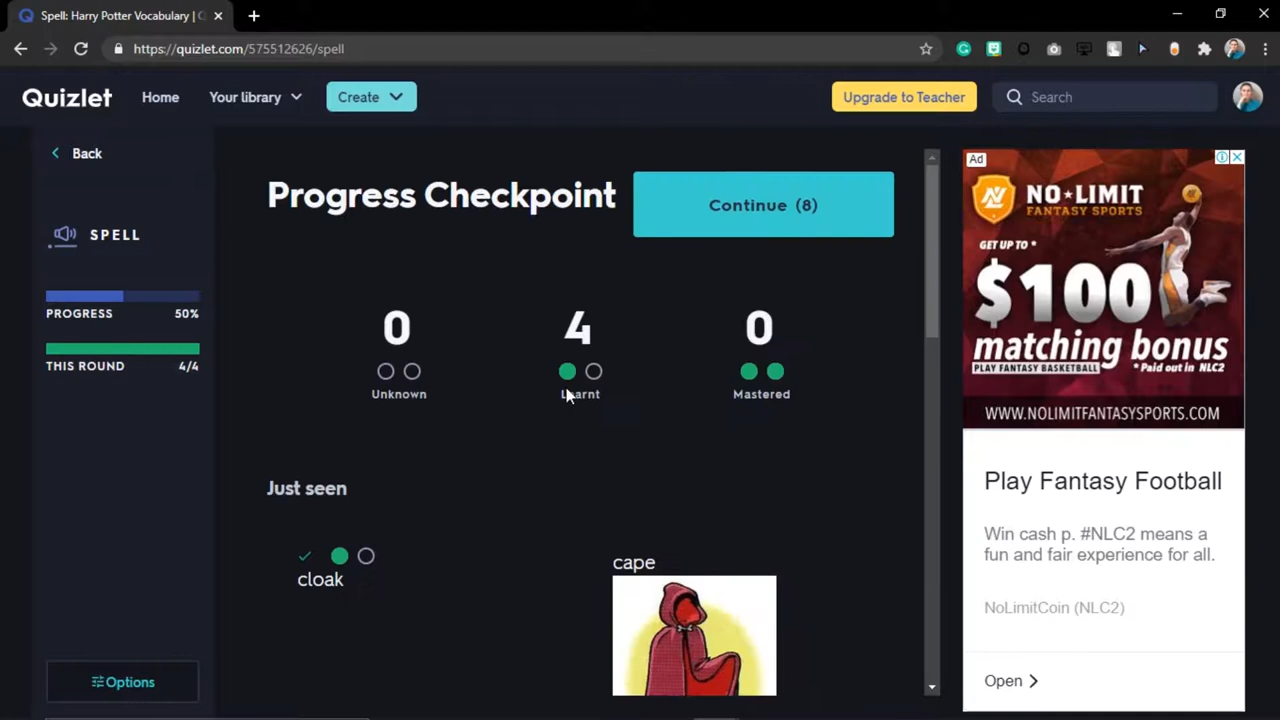 Spell: Harry Potter Vocabulary |
https://quizlet.com/575512626/spell
Quizlet
Home
Your library
Create
Upgrade to Teacher
Search
Back
SPELL
PROGRESS 50%
THIS ROUND 4/4
Options
Progress Checkpoint
Continue (8)
0
4
0
Unknown
Learnt
Mastered
Just seen
cloak
cape
Ad
NO★LIMIT
FANTASY SPORTS
GET UP TO *
$100
matching bonus
PLAY FANTASY BASKETBALL * Paid out in NLC2
WWW.NOLIMITFANTASYSPORTS.COM
Play Fantasy Football
Win cash p. #NLC2 means a
fun and fair experience for all.
NoLimitCoin (NLC2)
Open